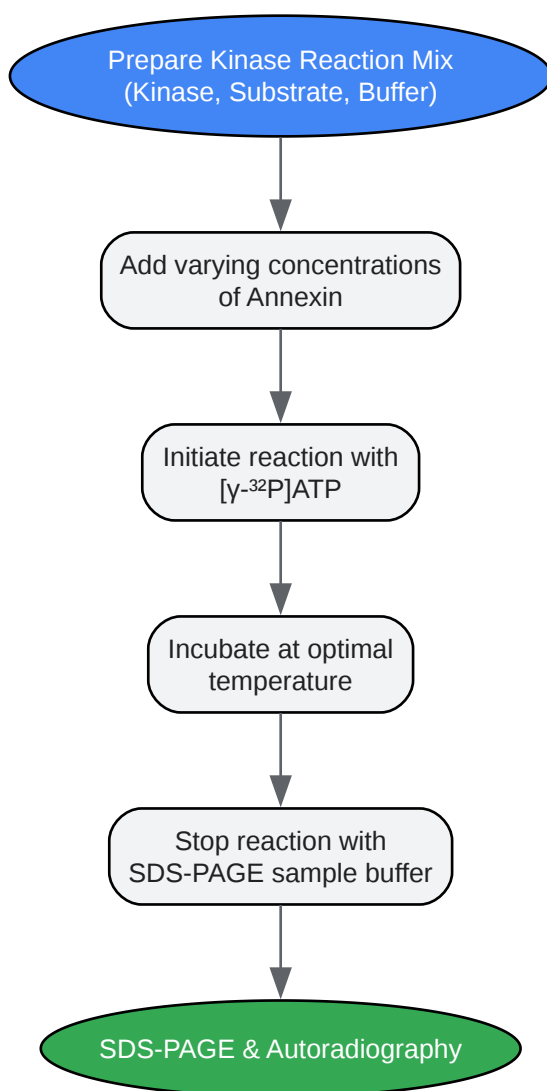 Prepare Kinase Reaction Mix
(Kinase, Substrate, Buffer)
Add varying concentrations
of Annexin
Initiate reaction with
[γ-³²P]ATP
Incubate at optimal
temperature
Stop reaction with
SDS-PAGE sample buffer
SDS-PAGE & Autoradiography